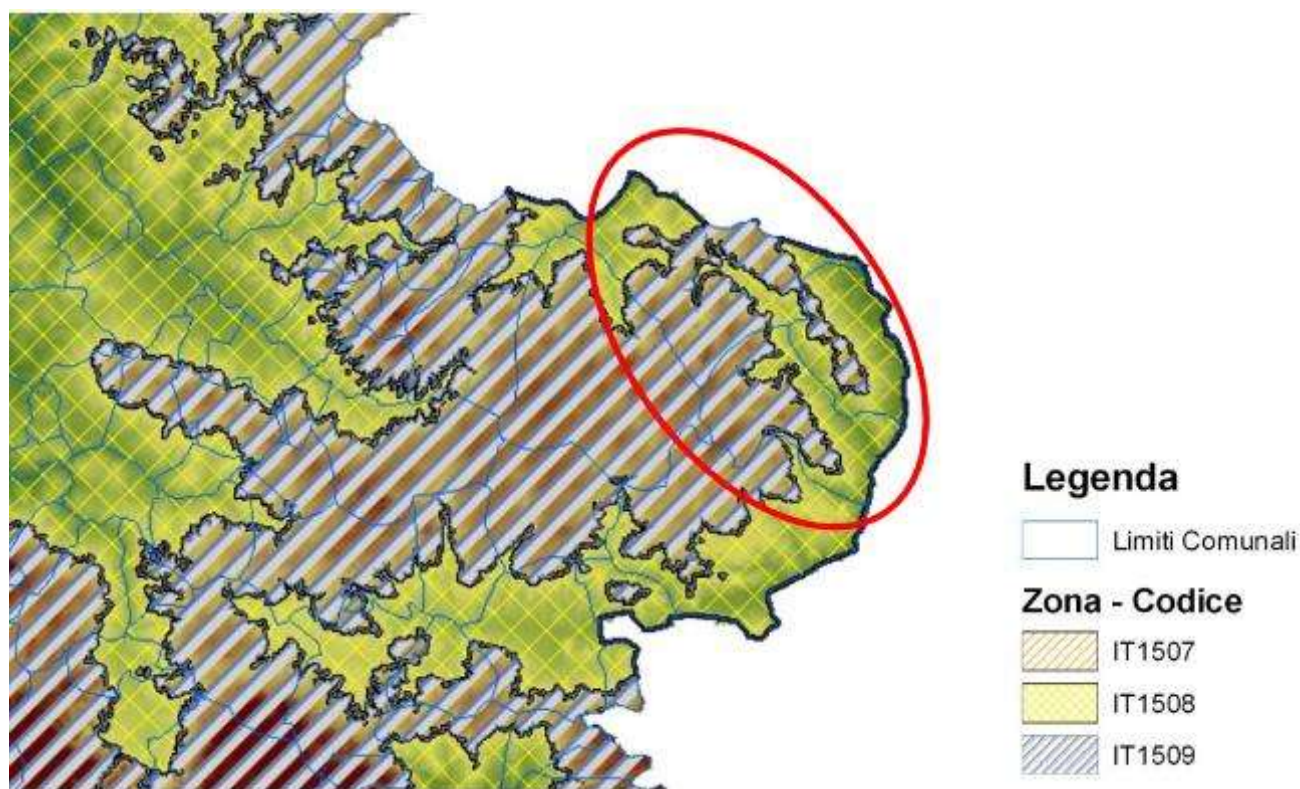 Legenda
Limiti Comunali
Zona - Codice
IT1507
IT1508
IT1509